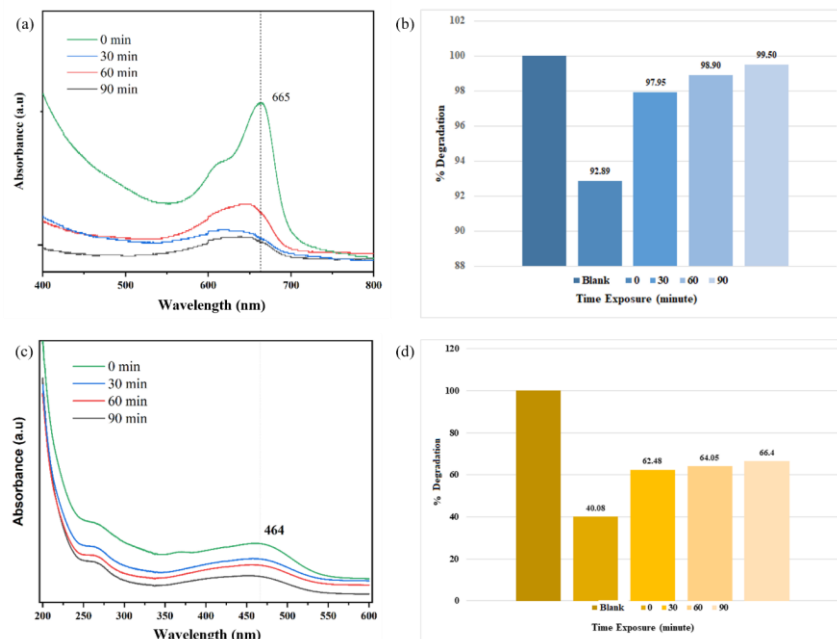 (a)
0 min
30 min
60 min
90 min
665
Absorbance (a.u)
400 500 600 700 800
Wavelength (nm)
(b)
102
100
98
96
94
92
90
88
% Degradation
92.89
97.95
98.90
99.50
Blank 0 30 60 90
Time Exposure (minute)
(c)
0 min
30 min
60 min
90 min
464
Absorbance (a.u)
200 250 300 350 400 450 500 550 600
Wavelength (nm)
(d)
120
100
80
60
40
20
0
% Degradation
40.08
62.48
64.05
66.4
Blank 0 30 60 90
Time Exposure (minute)